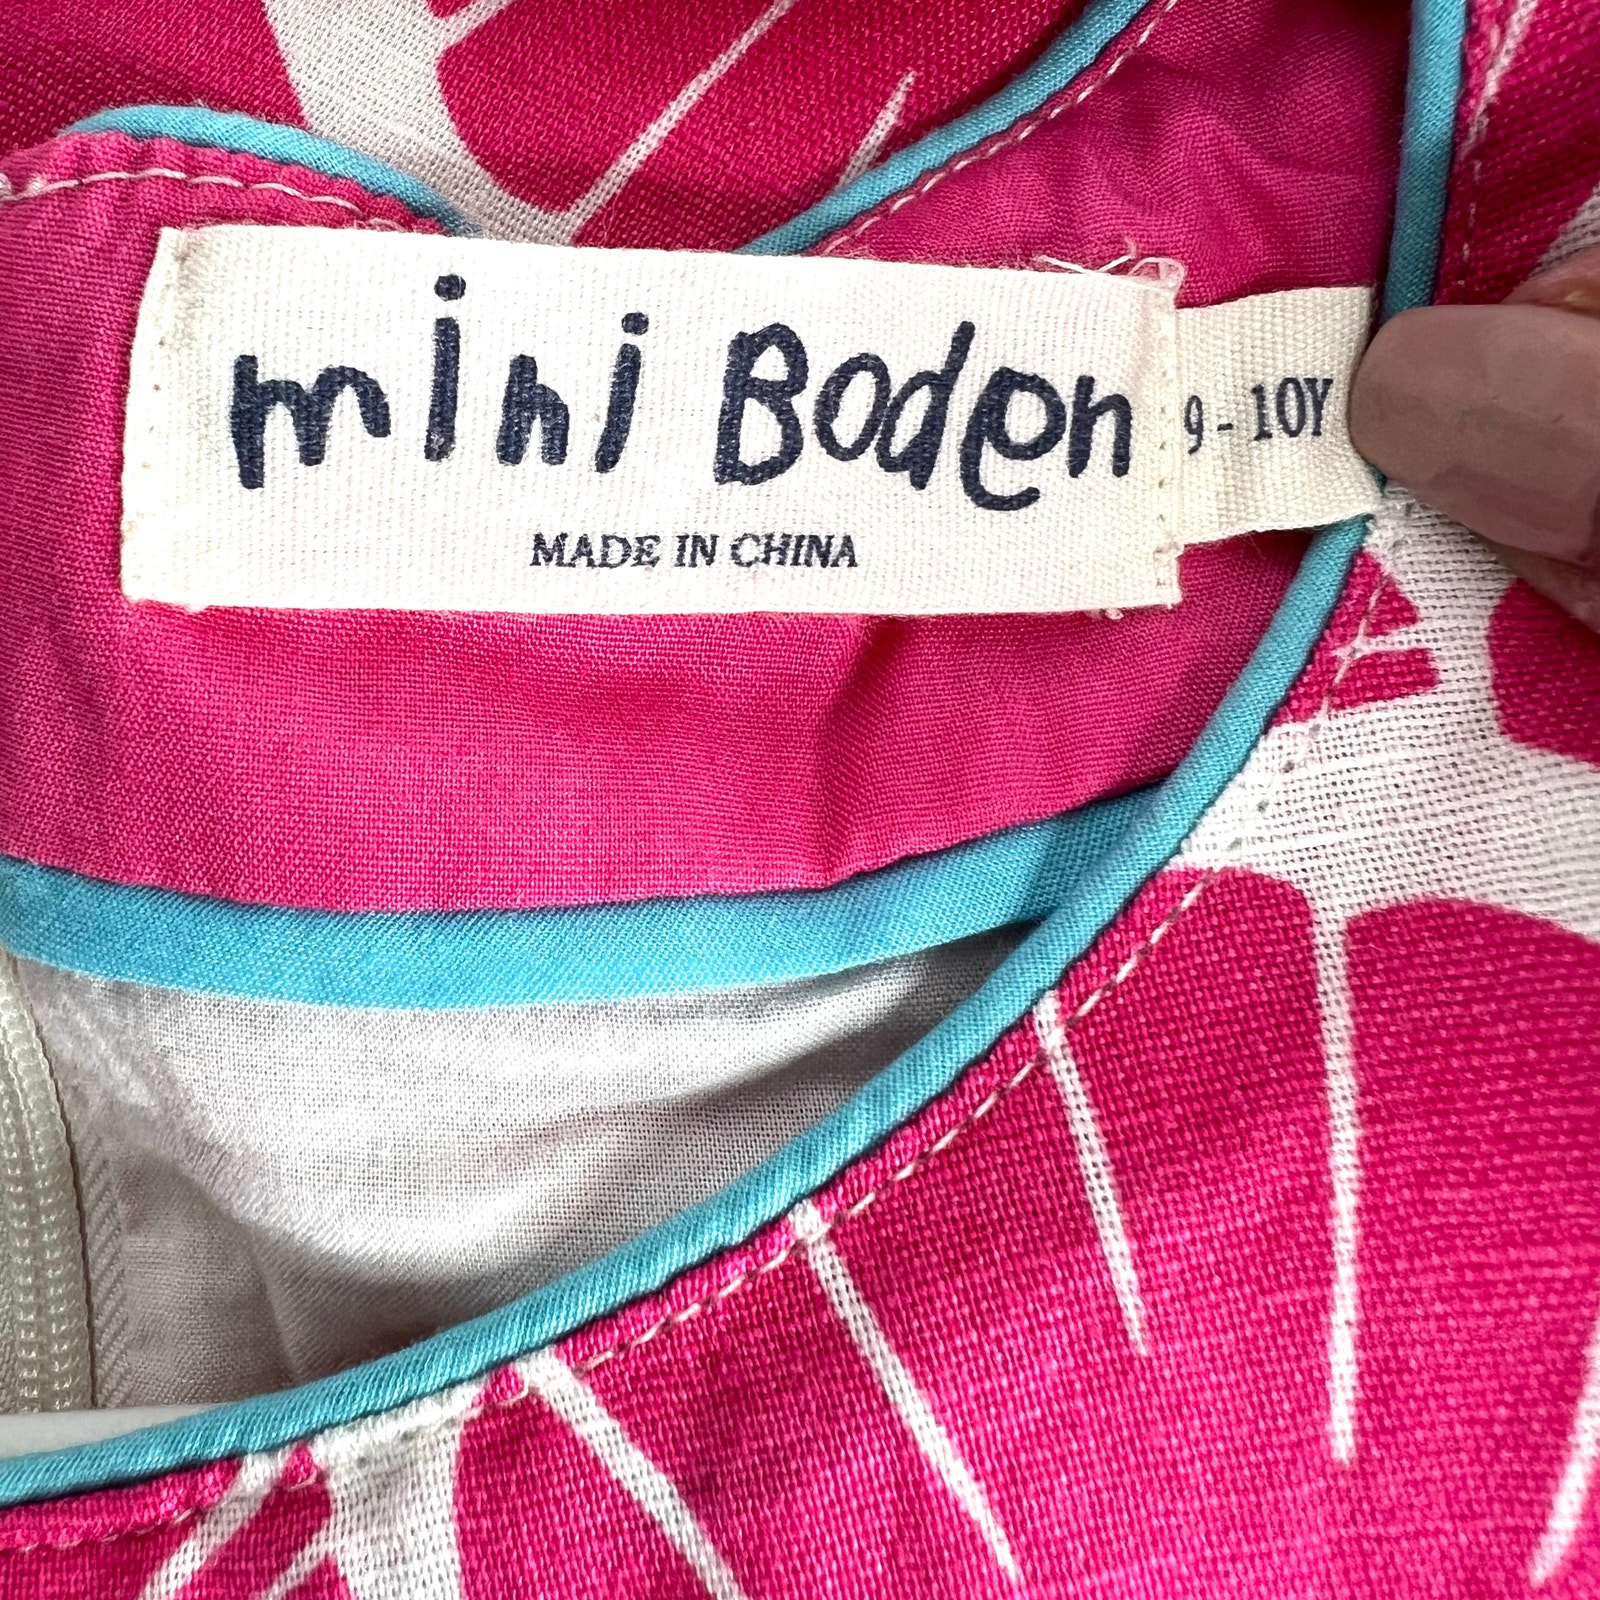 mini Boden
9 - 10Y
MADE IN CHINA